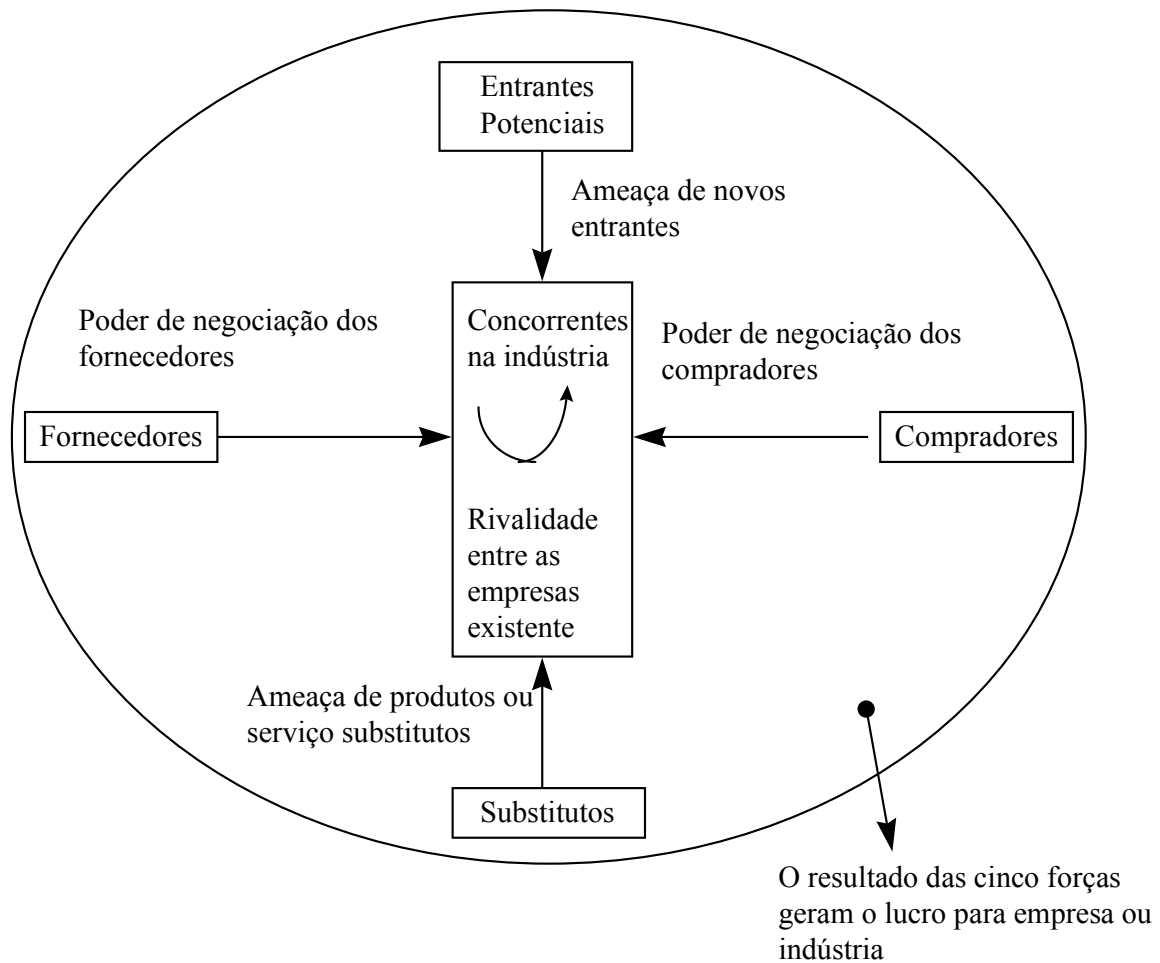 Entrantes
Potenciais
Ameaça de novos
entrantes
Poder de negociação dos
fornecedores
Concorrentes
na indústria
Poder de negociação dos
compradores
Fornecedores
Compradores
Rivalidade
entre as
empresas
existente
Ameaça de produtos ou
serviço substitutos
Substitutos
O resultado das cinco forças
geram o lucro para empresa ou
indústria